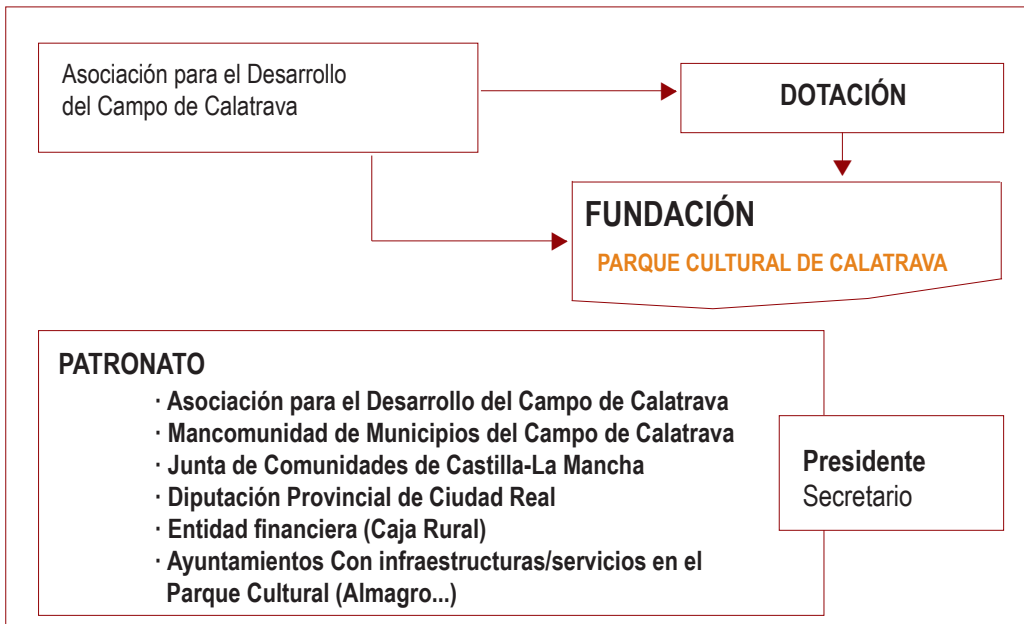 Asociación para el Desarrollo
del Campo de Calatrava
DOTACIÓN
FUNDACIÓN
PARQUE CULTURAL DE CALATRAVA
PATRONATO
· Asociación para el Desarrollo del Campo de Calatrava
· Mancomunidad de Municipios del Campo de Calatrava
· Junta de Comunidades de Castilla-La Mancha
· Diputación Provincial de Ciudad Real
· Entidad financiera (Caja Rural)
· Ayuntamientos Con infraestructuras/servicios en el
Parque Cultural (Almagro...)
Presidente
Secretario